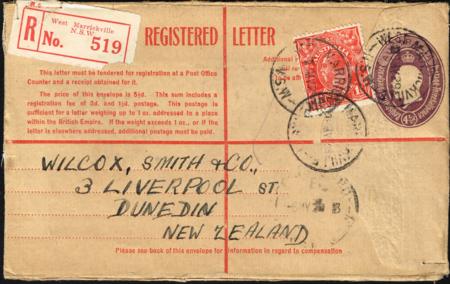 R
West Marrickville
N.S.W.
No. 519
REGISTERED LETTER
This letter must be tendered for registration at a Post Office
Counter and a receipt obtained for it.
The price of this envelope is 5½d. This sum includes a
registration fee of 3d. and 1½d. postage. This postage is
sufficient for a letter weighing up to 1 oz. addressed to a place
within the British Empire. If the weight exceeds 1 oz., or if the letter
is elsewhere addressed, additional postage must be paid.
Additional
WILCOX, SMITH & CO.,
3 LIVERPOOL ST.
DUNEDIN
NEW ZEALAND
Please see back of this envelope for information in regard to compensation